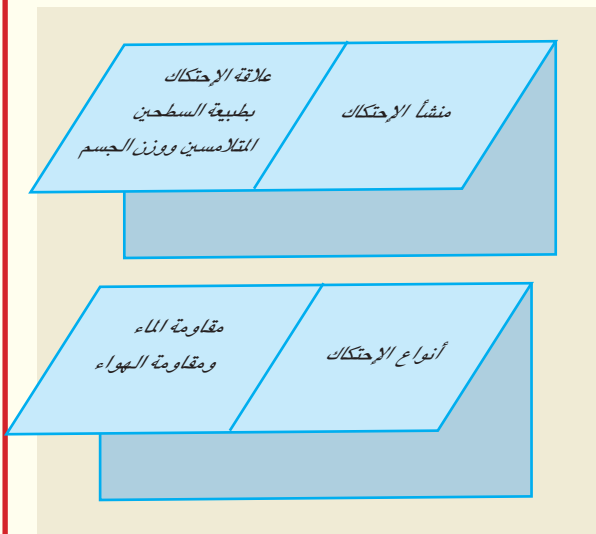 منشأ الإحتكاك
علاقة الإحتكاك
بطبيعة السطحين
المتلامسين ووزن الجسم
أنواع الإحتكاك
مقاومة الماء
ومقاومة الهواء